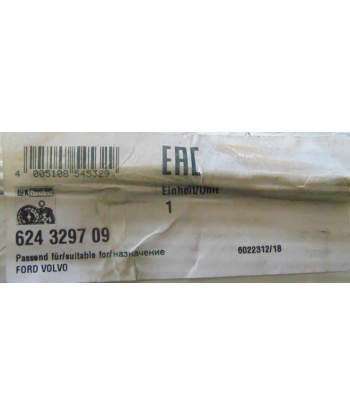 4 005108 545329
EAC
LuK
Einheit/Unit
1
624 3297 09
Passend für/suitable for/назначение
FORD VOLVO
6022312/18